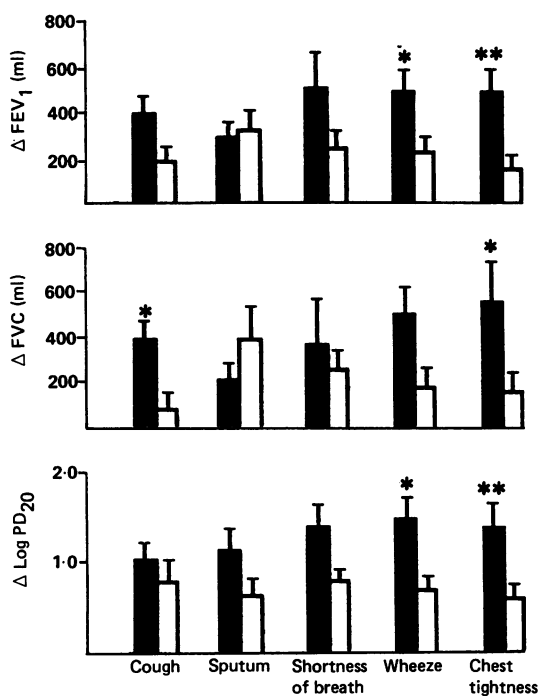 800
600
400
200
Δ FEV1 (ml)
*
**
800
600
400
200
Δ FVC (ml)
*
*
2·0
1·0
Δ Log PD20
*
**
Cough
Sputum
Shortness
of breath
Wheeze
Chest
tightness